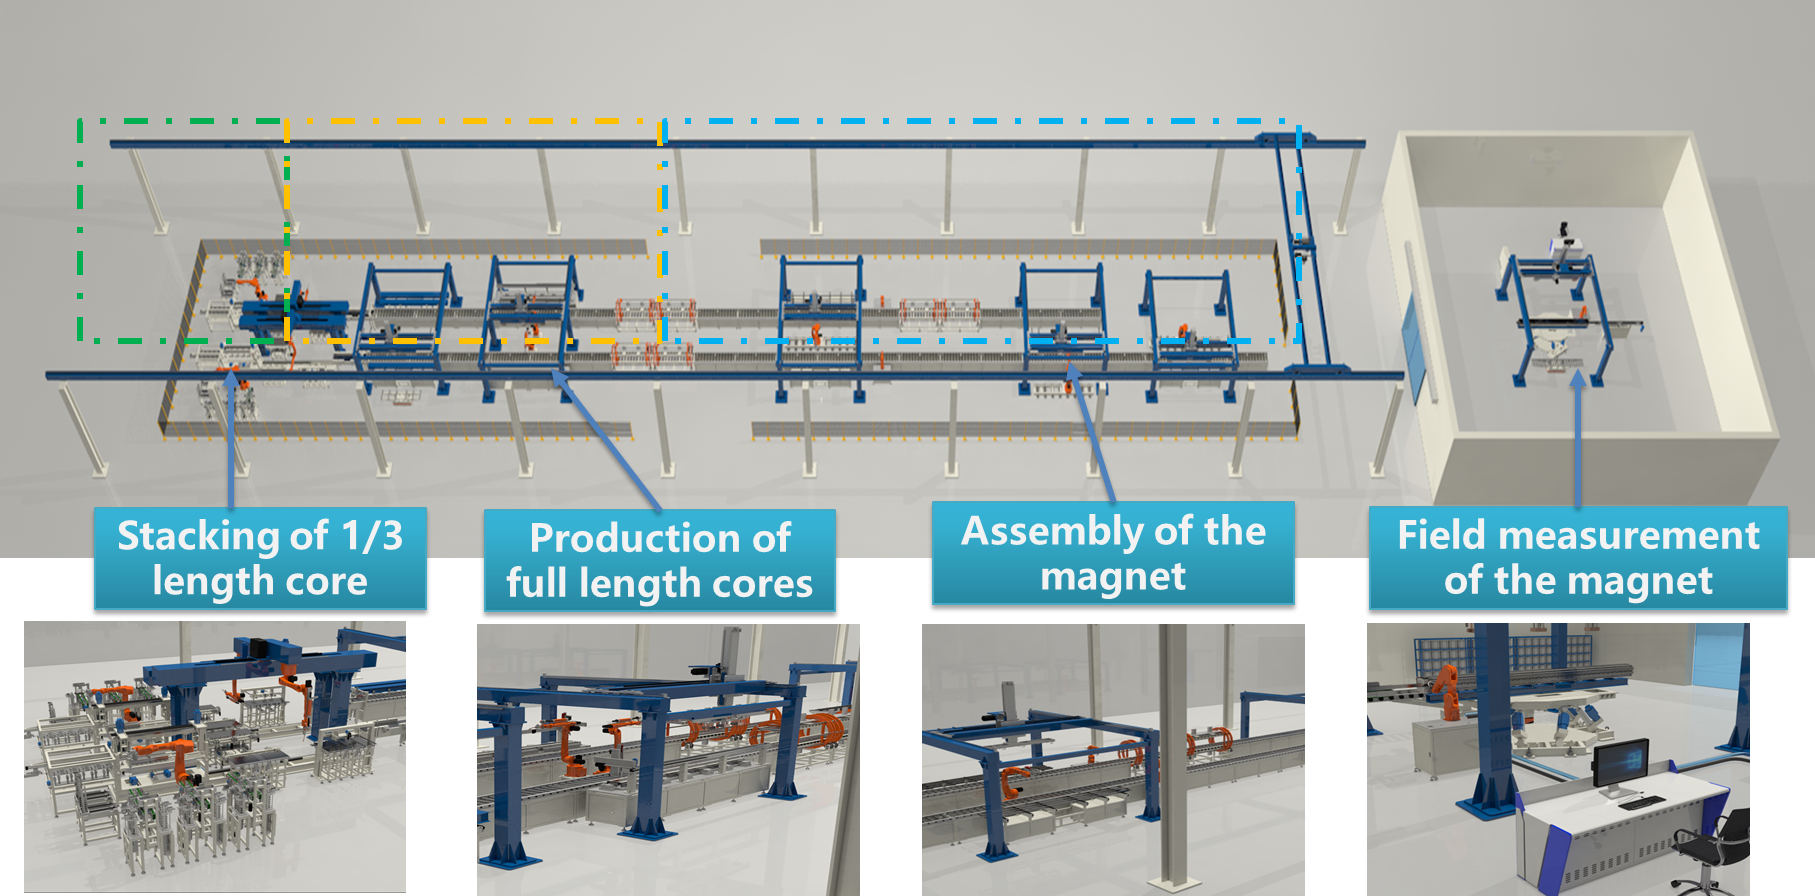 Stacking of 1/3
length core
Production of
full length cores
Assembly of the
magnet
Field measurement
of the magnet